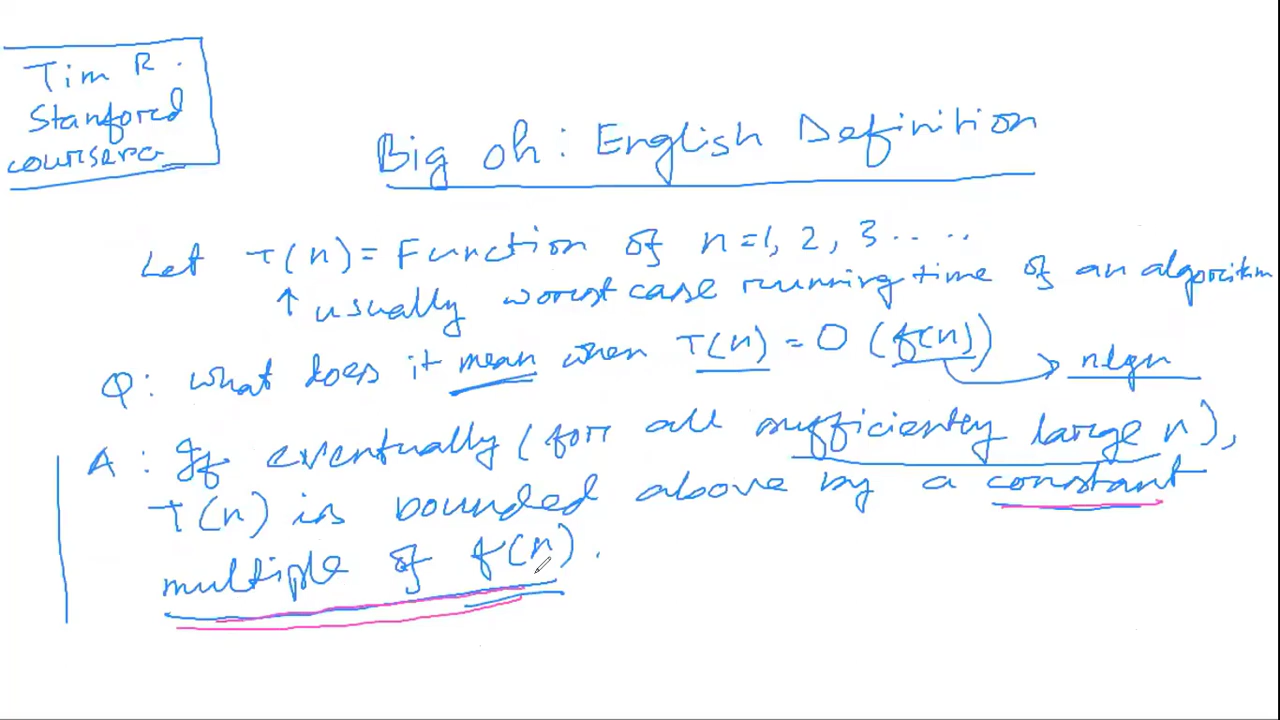 Tim R.
Stanford
coursera
Big oh: English Definition
Let T(n) = Function of n=1, 2, 3.....
↑ usually worst case running time of an algorithm
Q: what does it mean when T(n) = O (f(n)) → nlgn
A: If eventually (for all sufficiently large n),
T(n) is bounded above by a constant
multiple of f(n).